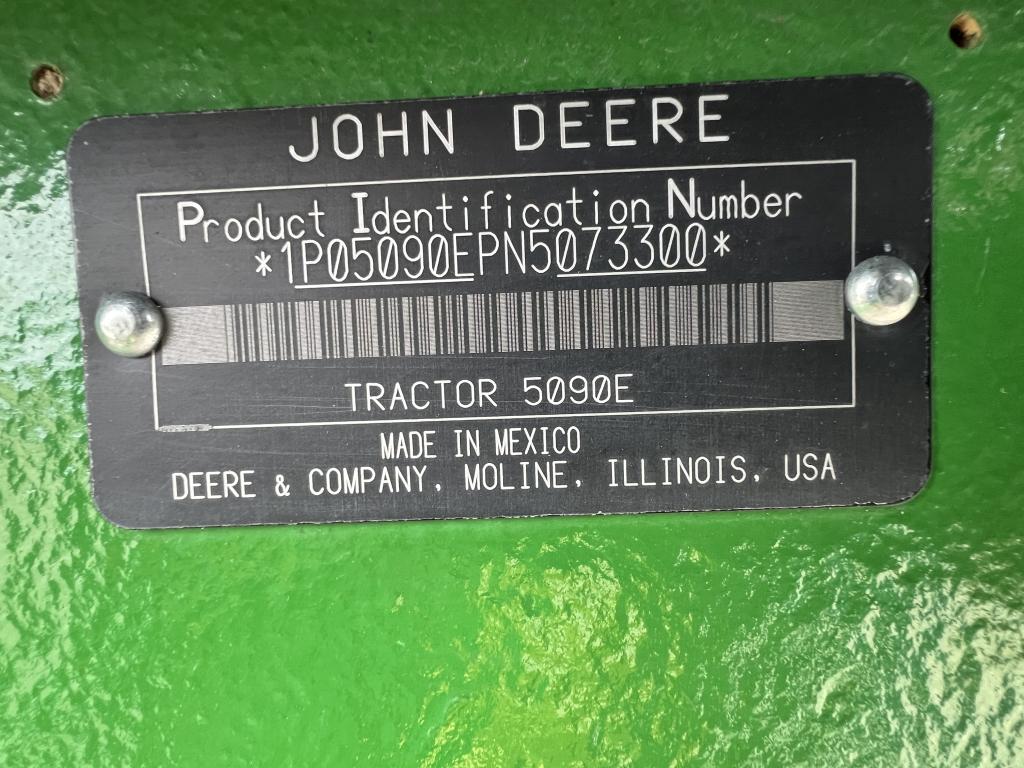 JOHN DEERE
Product Identification Number
*1P05090EPN5073300*
TRACTOR 5090E
MADE IN MEXICO
DEERE & COMPANY, MOLINE, ILLINOIS, USA